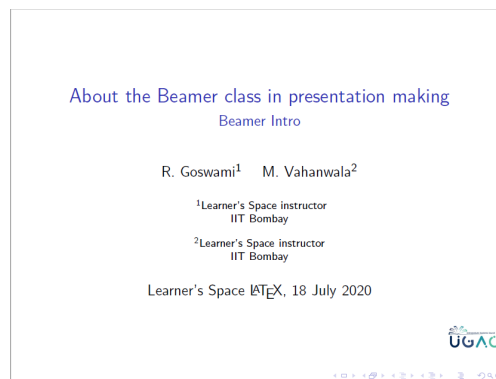 About the Beamer class in presentation making
Beamer Intro
R. Goswami¹ M. Vahanwala²
¹Learner's Space instructor
IIT Bombay
²Learner's Space instructor
IIT Bombay
Learner's Space LATEX, 18 July 2020
UGAC